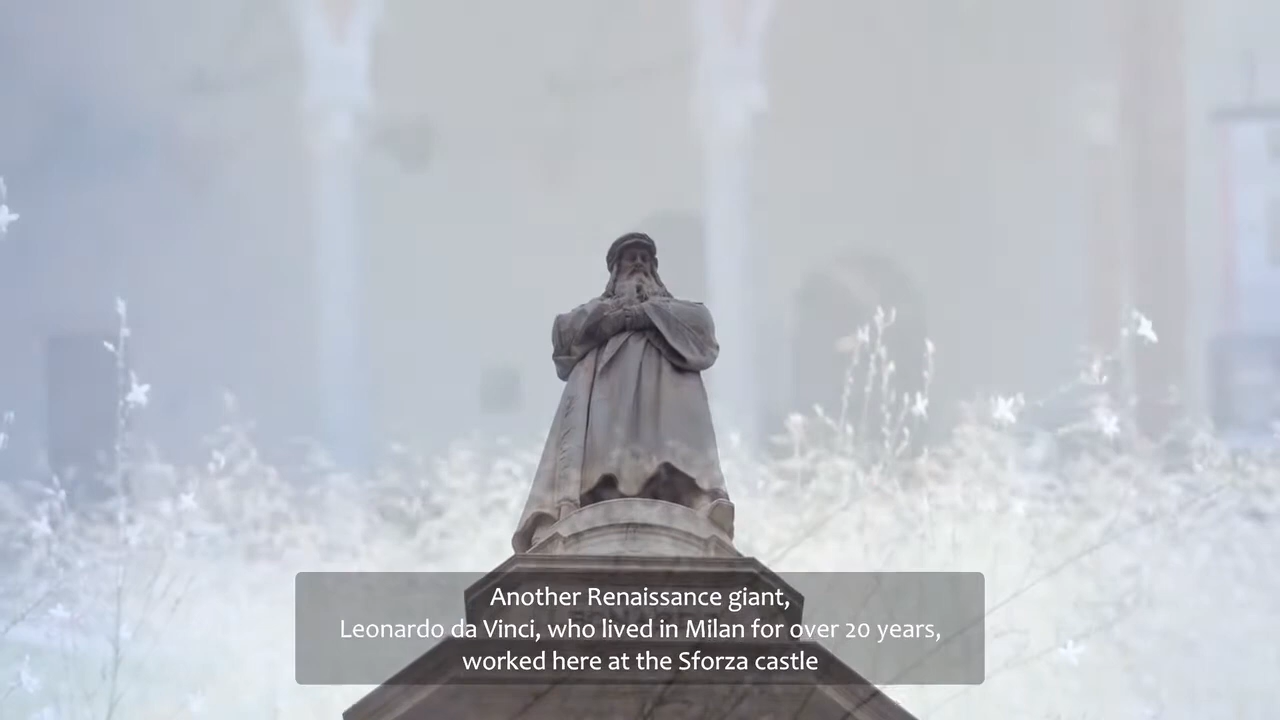 Another Renaissance giant,
Leonardo da Vinci, who lived in Milan for over 20 years,
worked here at the Sforza castle